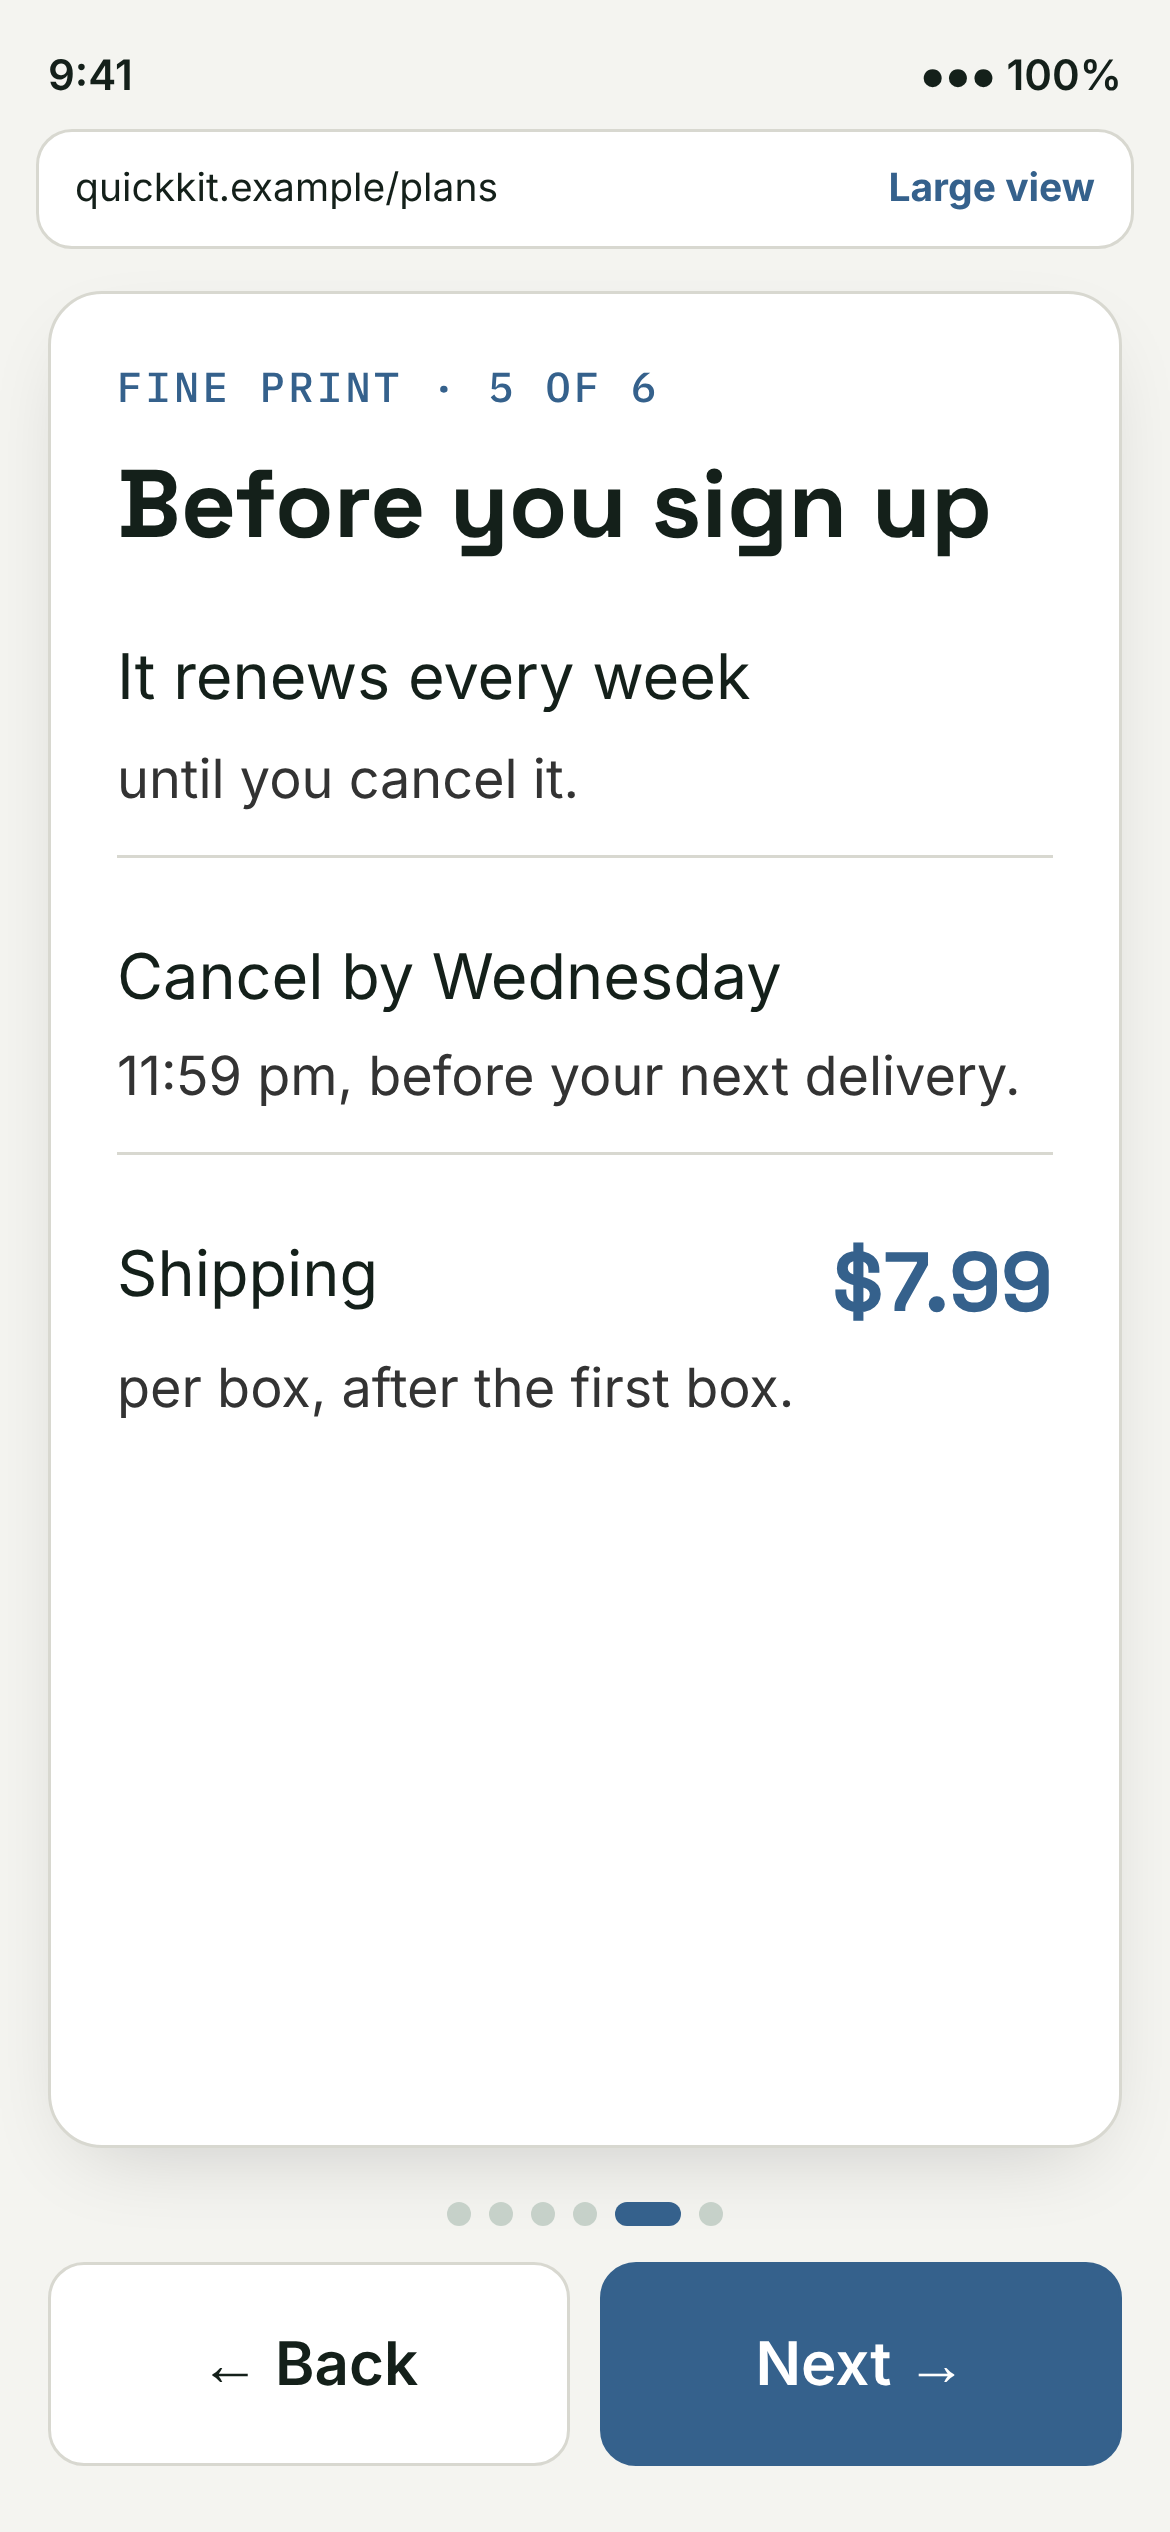 9:41 ●●● 100%
quickkit.example/plans Large view
FINE PRINT · 5 OF 6
Before you sign up
It renews every week
until you cancel it.
Cancel by Wednesday
11:59 pm, before your next delivery.
Shipping $7.99
per box, after the first box.
← Back Next →